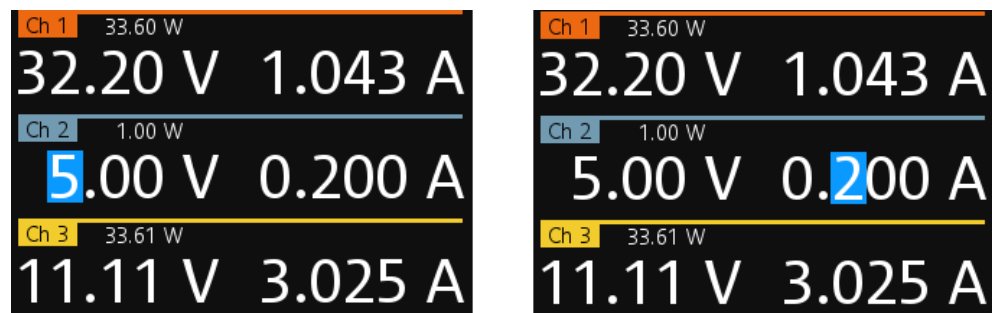 Ch 1 33.60 W
32.20 V 1.043 A
Ch 2 1.00 W
5.00 V 0.200 A
Ch 3 33.61 W
11.11 V 3.025 A
Ch 1 33.60 W
32.20 V 1.043 A
Ch 2 1.00 W
5.00 V 0.200 A
Ch 3 33.61 W
11.11 V 3.025 A